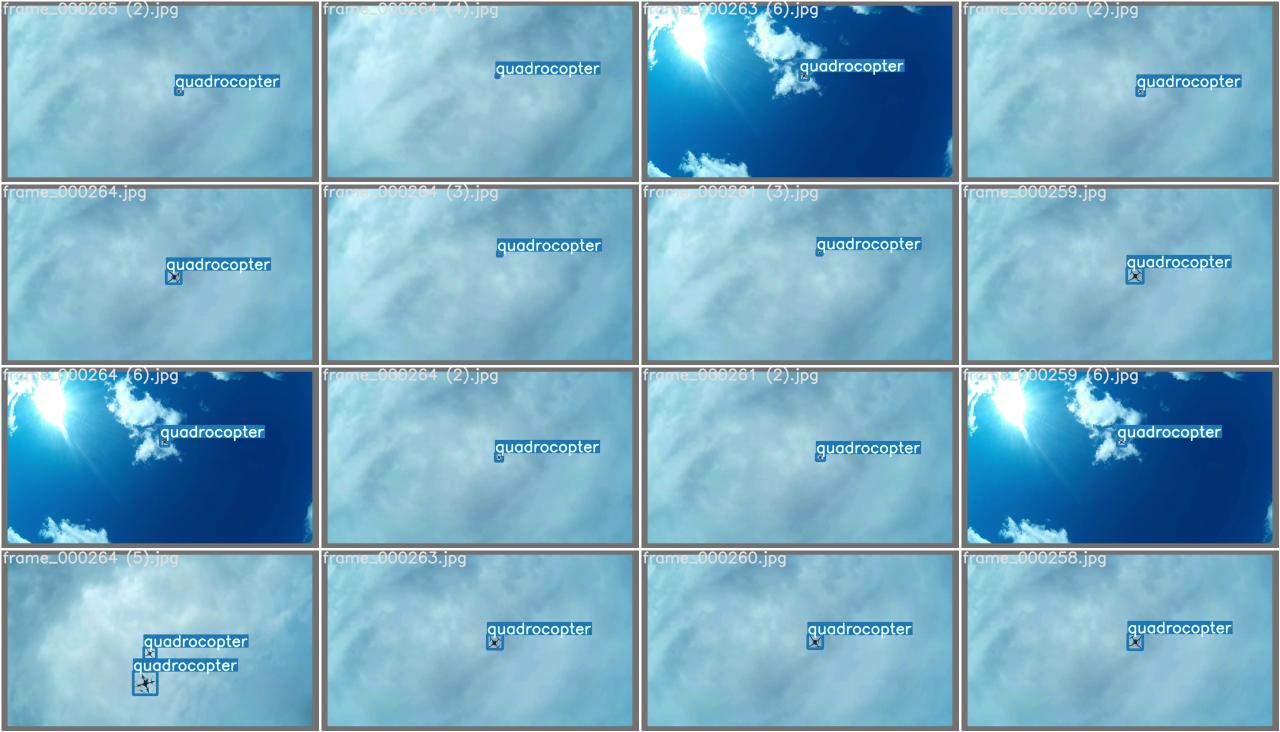 frame_000265 (2).jpg
quadrocopter
frame_000264 (4).jpg
quadrocopter
frame_000263 (6).jpg
quadrocopter
frame_000260 (2).jpg
quadrocopter
frame_000264.jpg
quadrocopter
frame_000264 (3).jpg
quadrocopter
frame_000261 (3).jpg
quadrocopter
frame_000259.jpg
quadrocopter
frame_000264 (6).jpg
quadrocopter
frame_000264 (2).jpg
quadrocopter
frame_000261 (2).jpg
quadrocopter
frame_000259 (6).jpg
quadrocopter
frame_000264 (5).jpg
quadrocopter
quadrocopter
frame_000263.jpg
quadrocopter
frame_000260.jpg
quadrocopter
frame_000258.jpg
quadrocopter